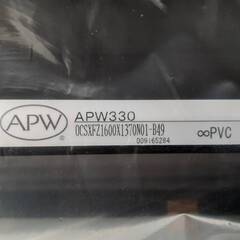 APW
APW330
OCSXFZ1600X1370N01-B49
009165284
∞PVC